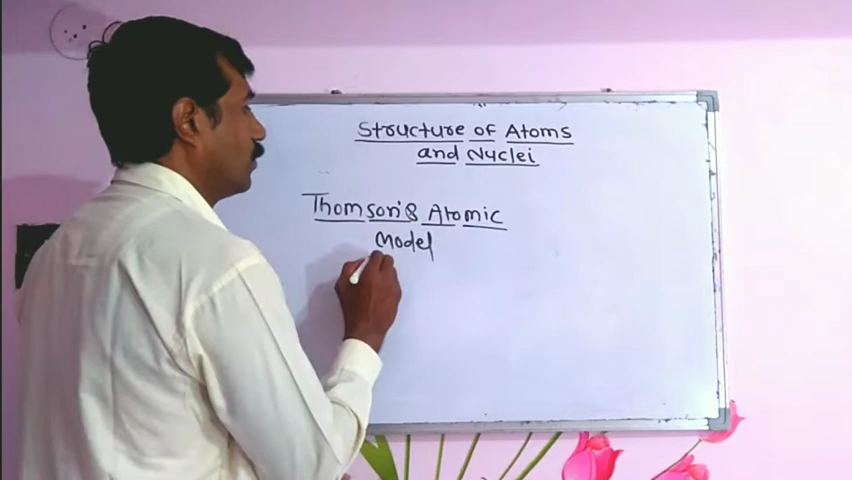 Structure of Atoms
and Nuclei
Thomson's Atomic
Model